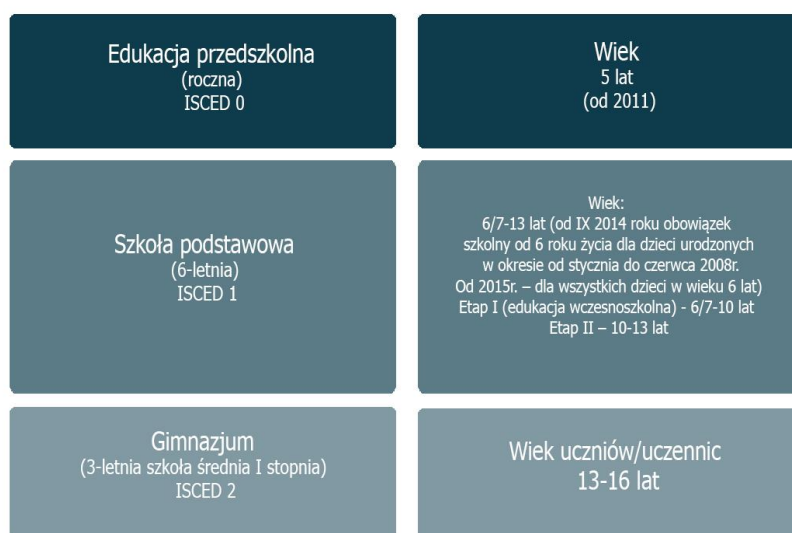 Edukacja przedszkolna
(roczna)
ISCED 0
Wiek
5 lat
(od 2011)
Szkoła podstawowa
(6-letnia)
ISCED 1
Wiek:
6/7-13 lat (od IX 2014 roku obowiązek
szkolny od 6 roku życia dla dzieci urodzonych
w okresie od stycznia do czerwca 2008r.
Od 2015r. – dla wszystkich dzieci w wieku 6 lat)
Etap I (edukacja wczesnoszkolna) - 6/7-10 lat
Etap II – 10-13 lat
Gimnazjum
(3-letnia szkoła średnia I stopnia)
ISCED 2
Wiek uczniów/uczennic
13-16 lat